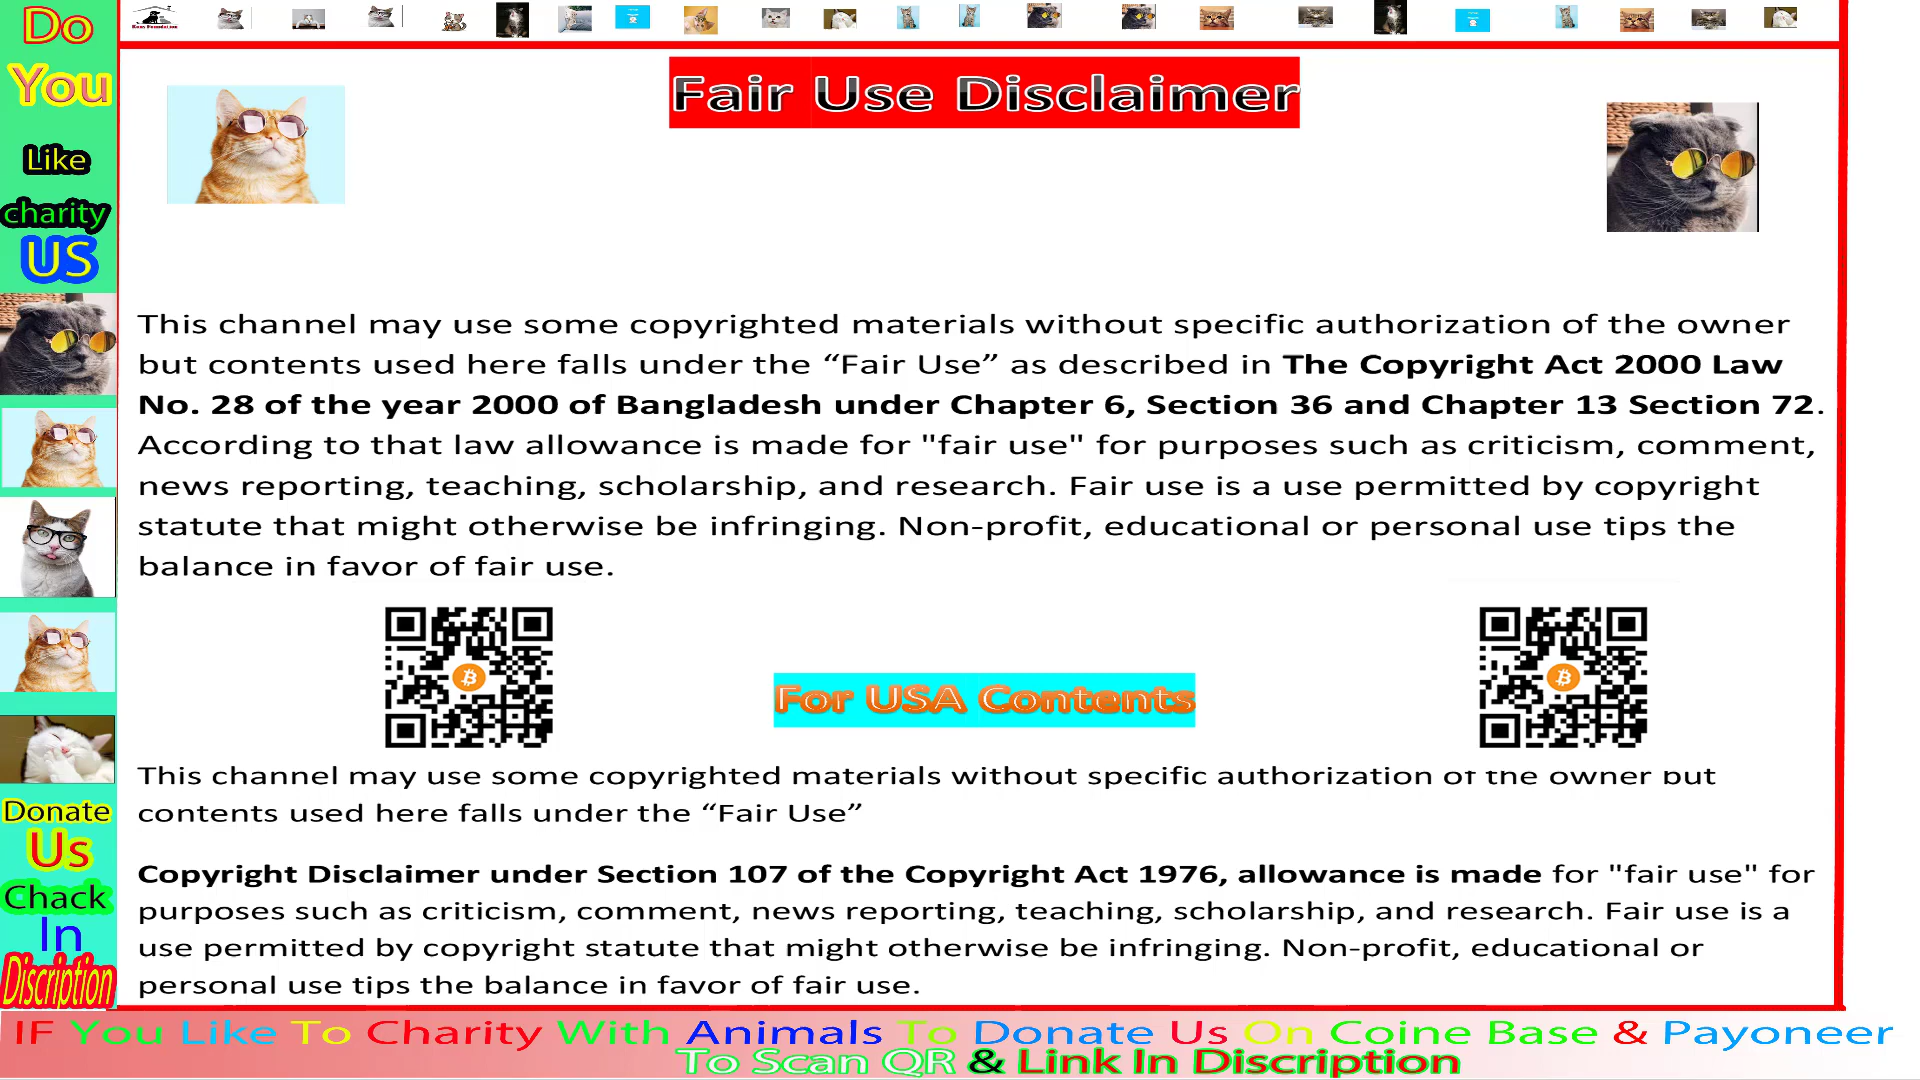 Do
You
Like
charity
US
Donate
Us
Chack
In
Discription
Fair Use Disclaimer
This channel may use some copyrighted materials without specific authorization of the owner
but contents used here falls under the “Fair Use” as described in The Copyright Act 2000 Law
No. 28 of the year 2000 of Bangladesh under Chapter 6, Section 36 and Chapter 13 Section 72.
According to that law allowance is made for "fair use" for purposes such as criticism, comment,
news reporting, teaching, scholarship, and research. Fair use is a use permitted by copyright
statute that might otherwise be infringing. Non-profit, educational or personal use tips the
balance in favor of fair use.
For USA Contents
This channel may use some copyrighted materials without specific authorization of the owner but
contents used here falls under the “Fair Use”
Copyright Disclaimer under Section 107 of the Copyright Act 1976, allowance is made for "fair use" for
purposes such as criticism, comment, news reporting, teaching, scholarship, and research. Fair use is a
use permitted by copyright statute that might otherwise be infringing. Non-profit, educational or
personal use tips the balance in favor of fair use.
IF You Like To Charity With Animals To Donate Us On Coine Base & Payoneer
To Scan QR & Link In Discription